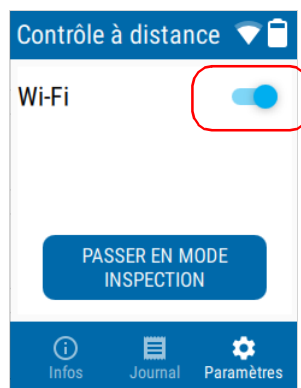 Contrôle à distance
Wi-Fi
PASSER EN MODE
INSPECTION
Infos Journal Paramètres